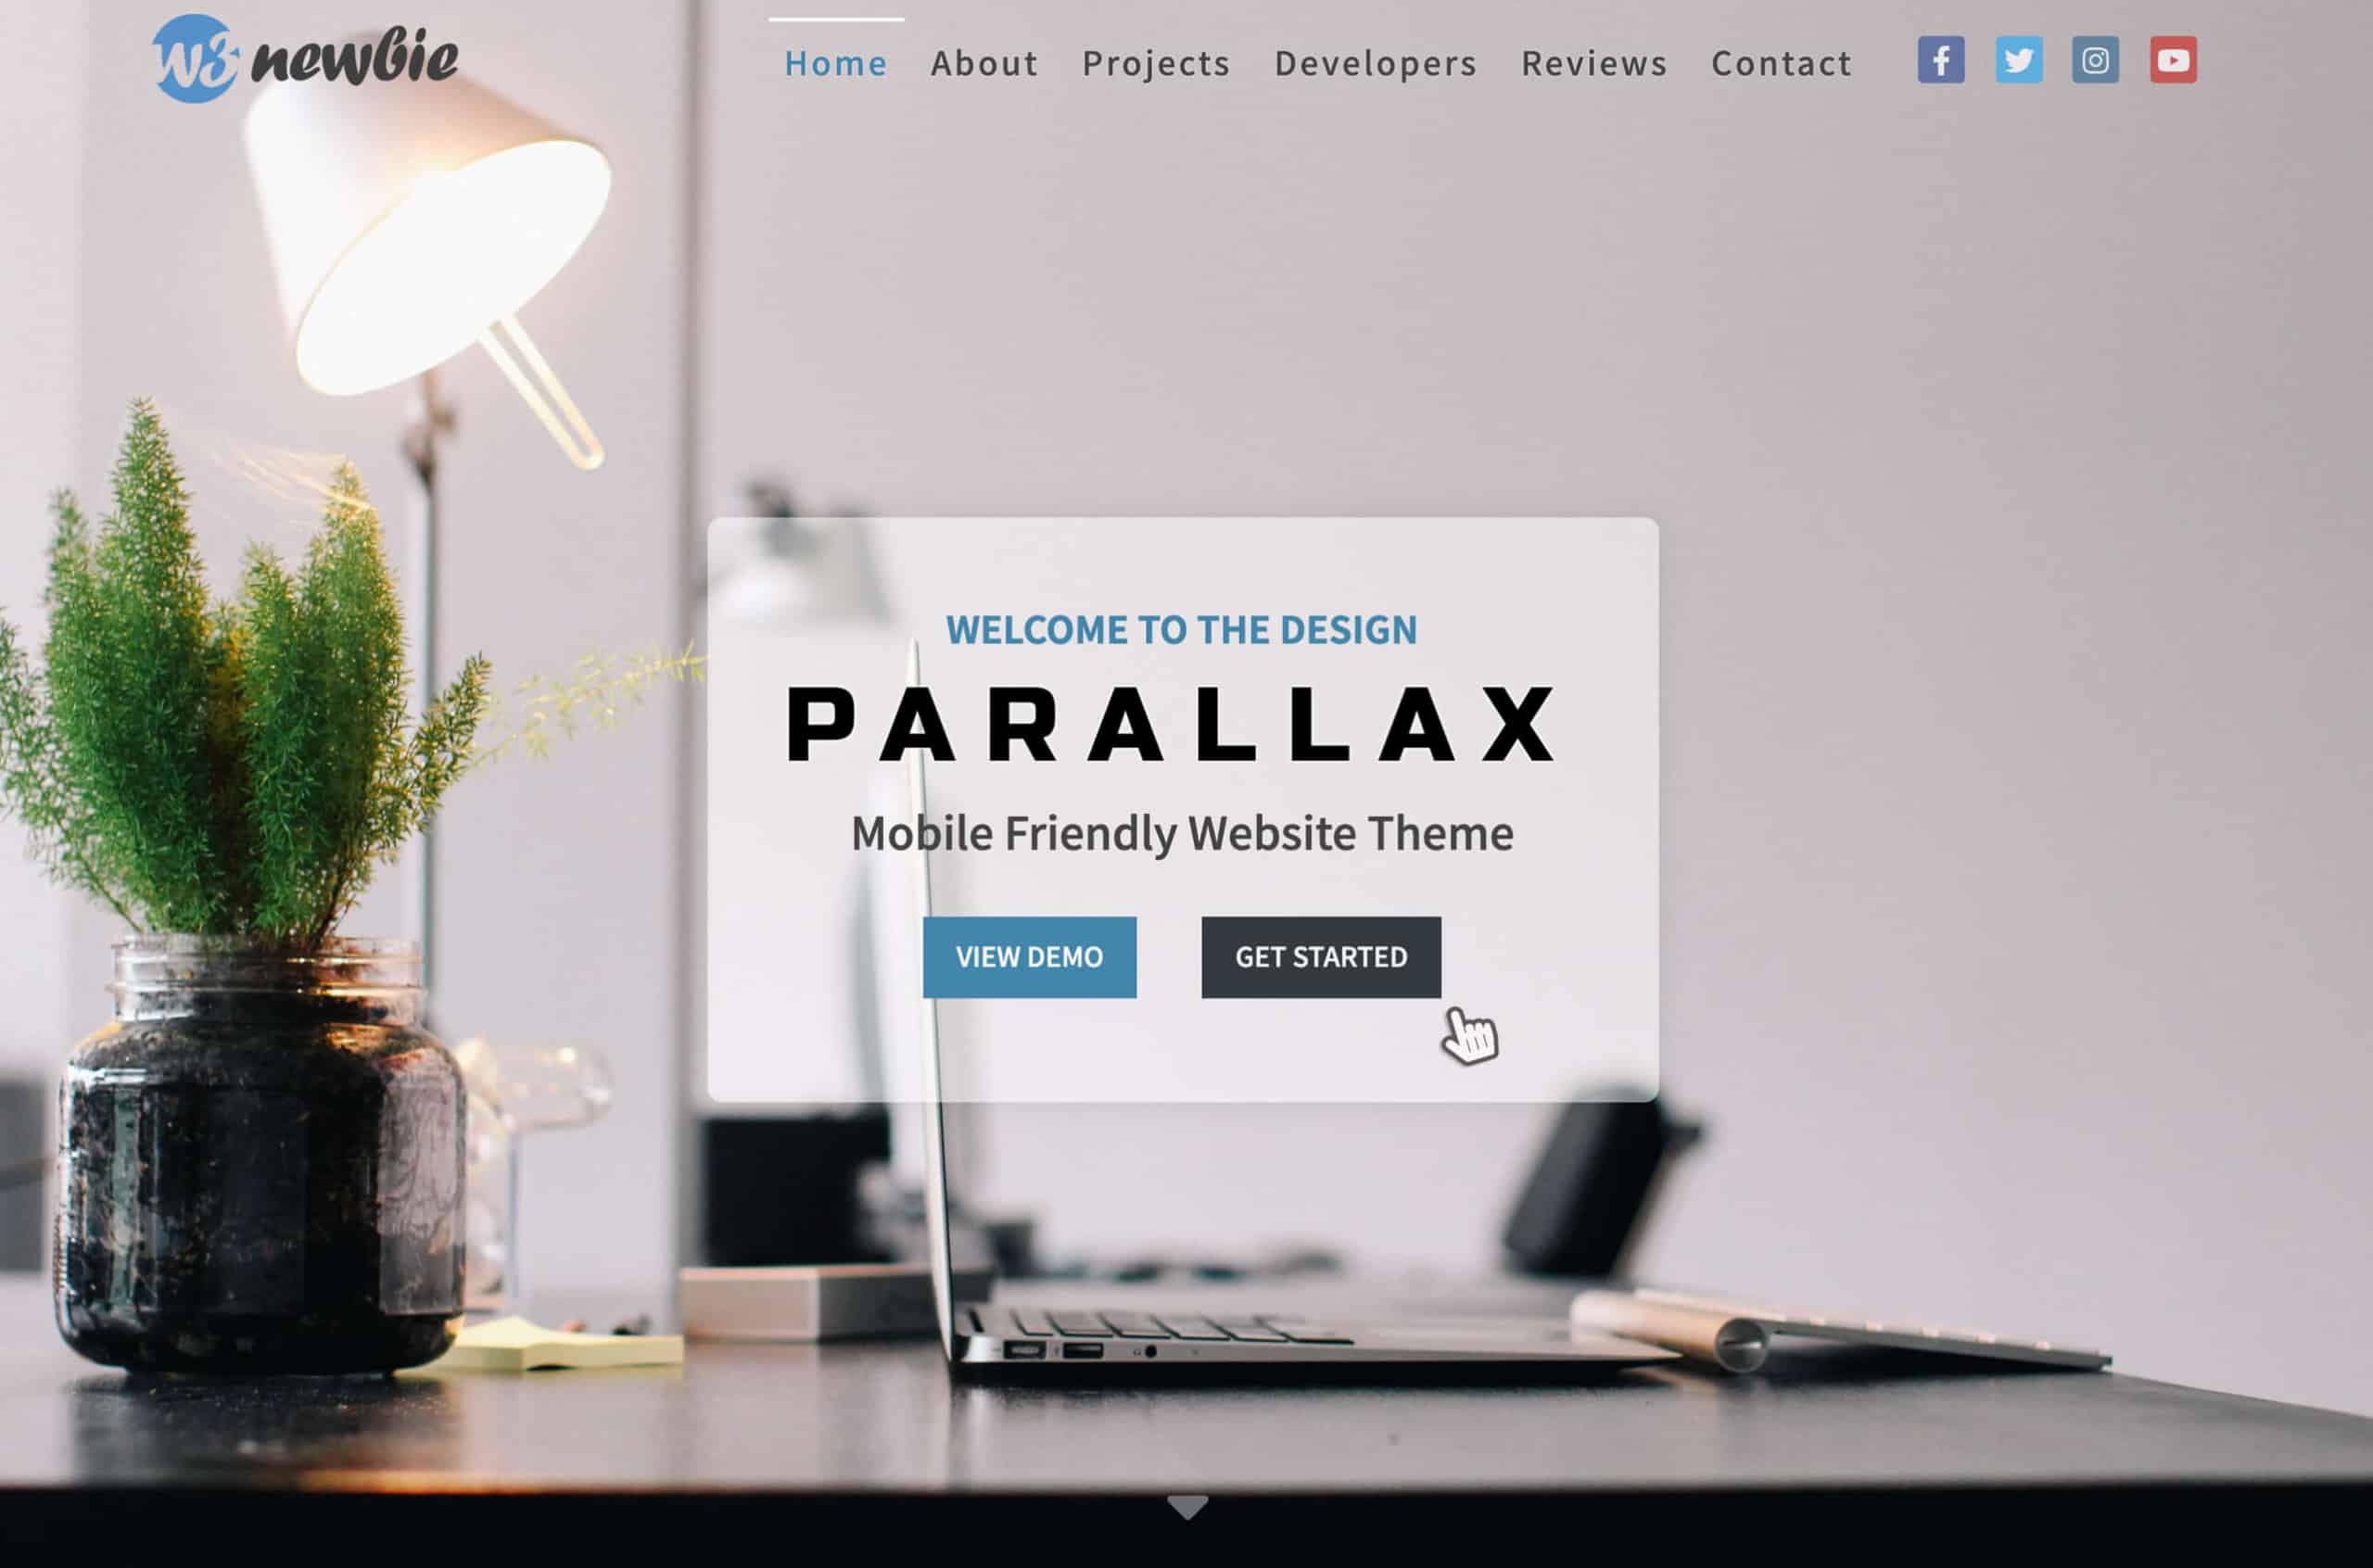 w3 newbie
Home About Projects Developers Reviews Contact
WELCOME TO THE DESIGN
PARALLAX
Mobile Friendly Website Theme
VIEW DEMO GET STARTED